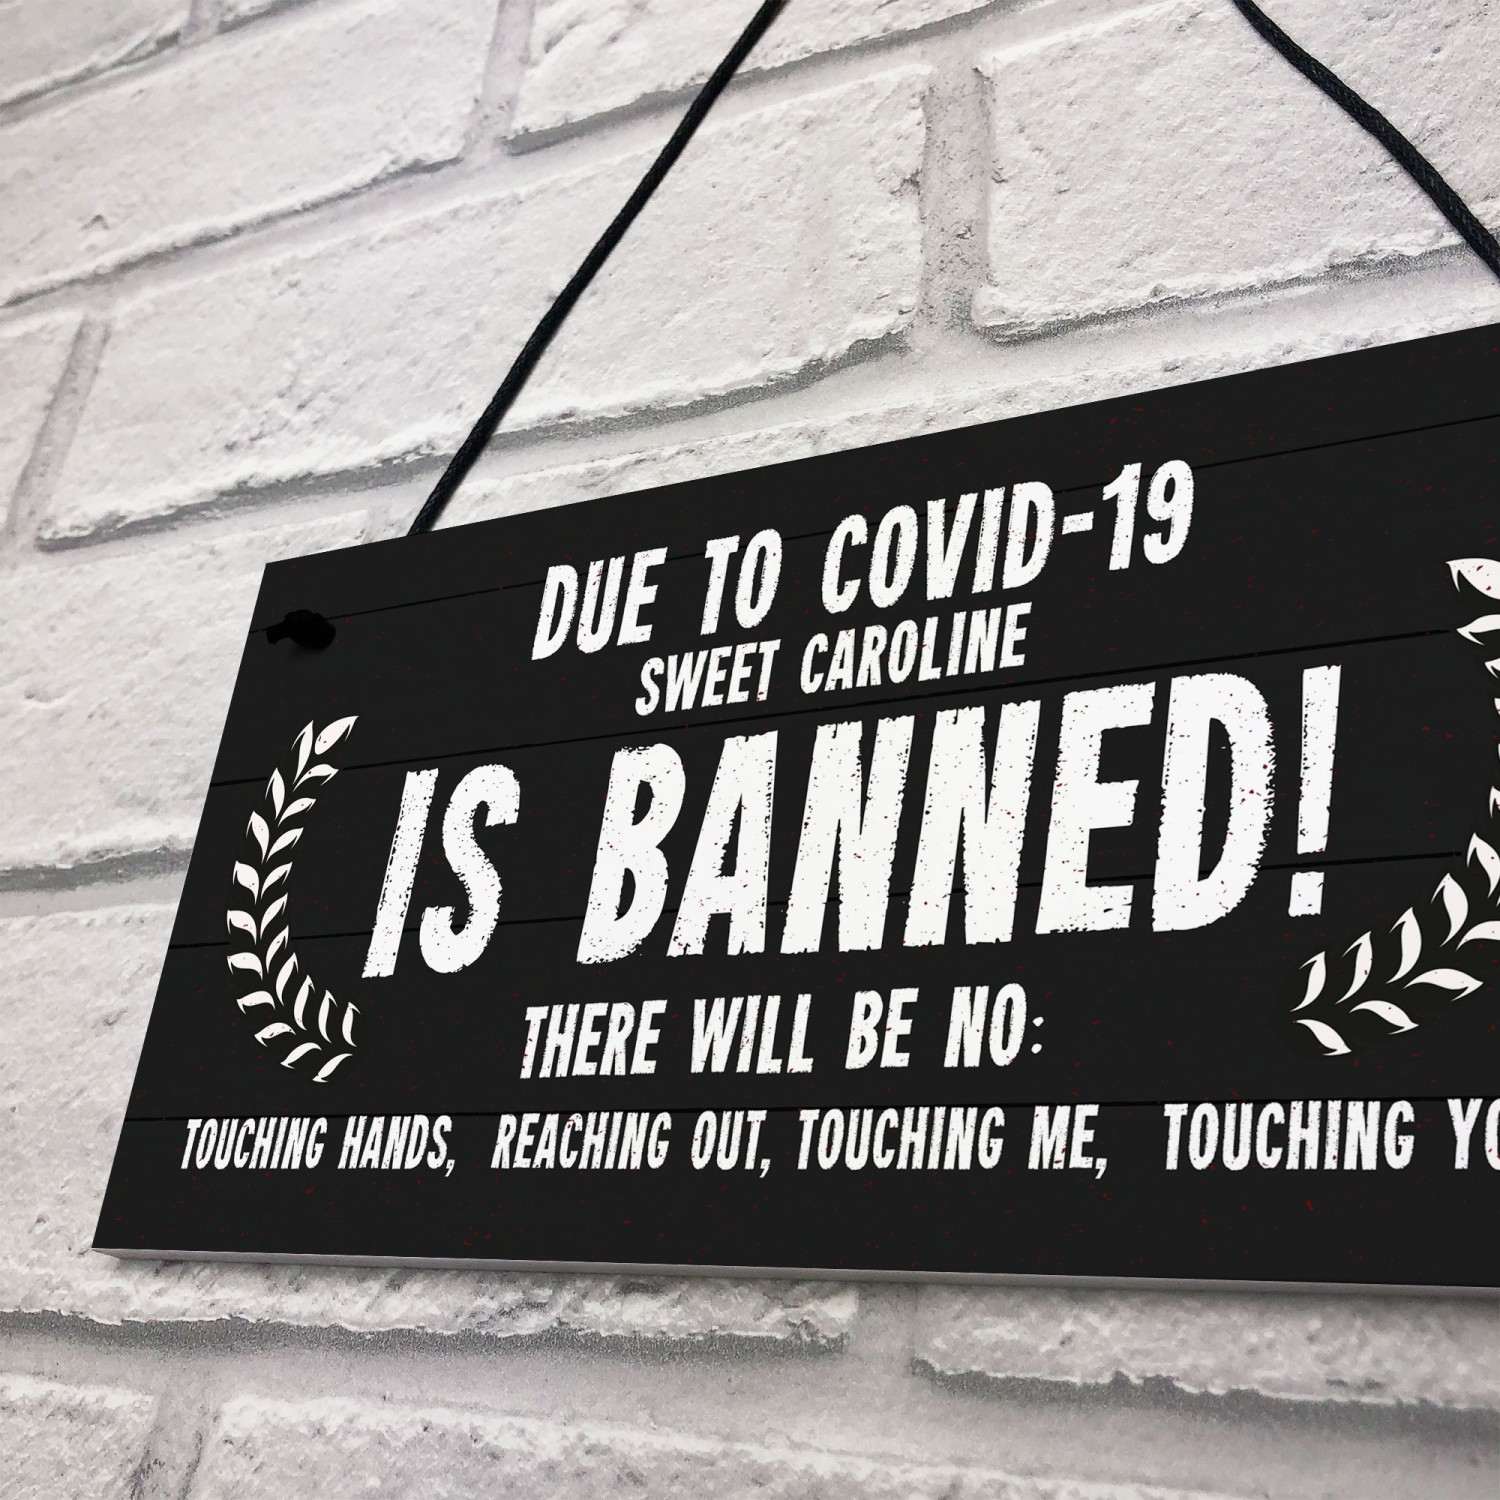 DUE TO COVID-19
SWEET CAROLINE
IS BANNED!
THERE WILL BE NO:
TOUCHING HANDS, REACHING OUT, TOUCHING ME, TOUCHING